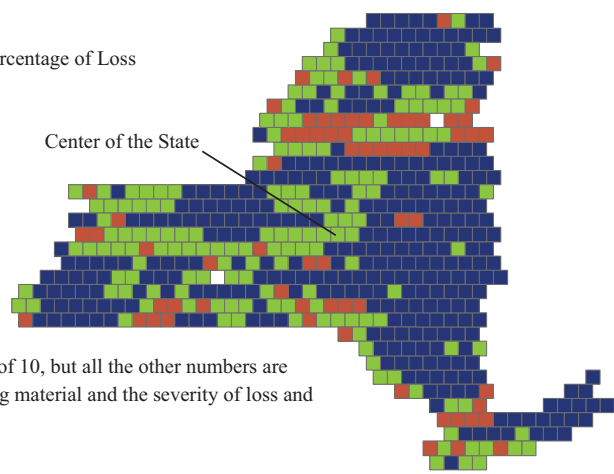 rcentage of Loss
Center of the State
of 10, but all the other numbers are
g material and the severity of loss and